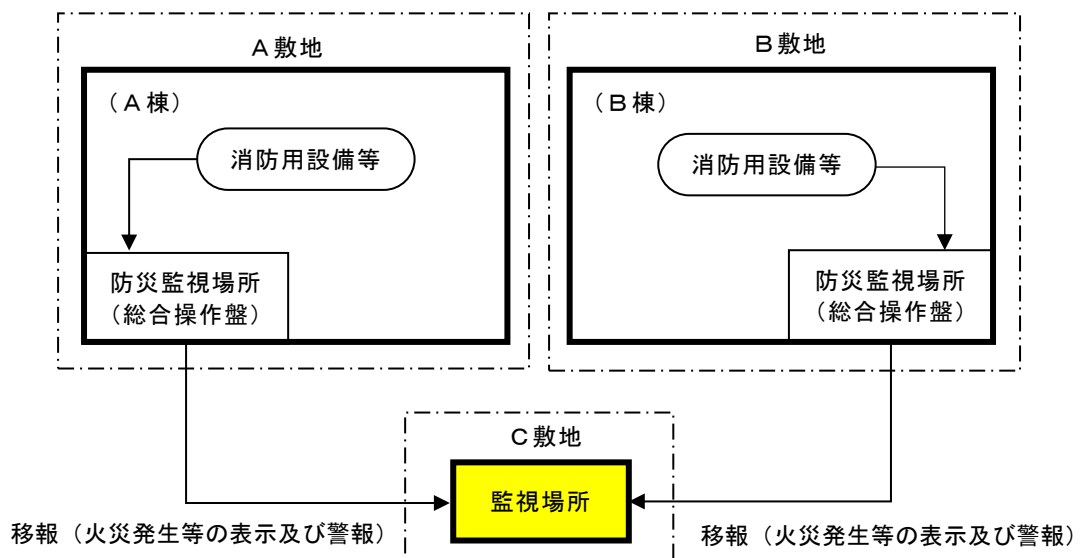 A敷地
(A棟)
消防用設備等
防災監視場所
(総合操作盤)
B敷地
(B棟)
消防用設備等
防災監視場所
(総合操作盤)
C敷地
監視場所
移報(火災発生等の表示及び警報)
移報(火災発生等の表示及び警報)